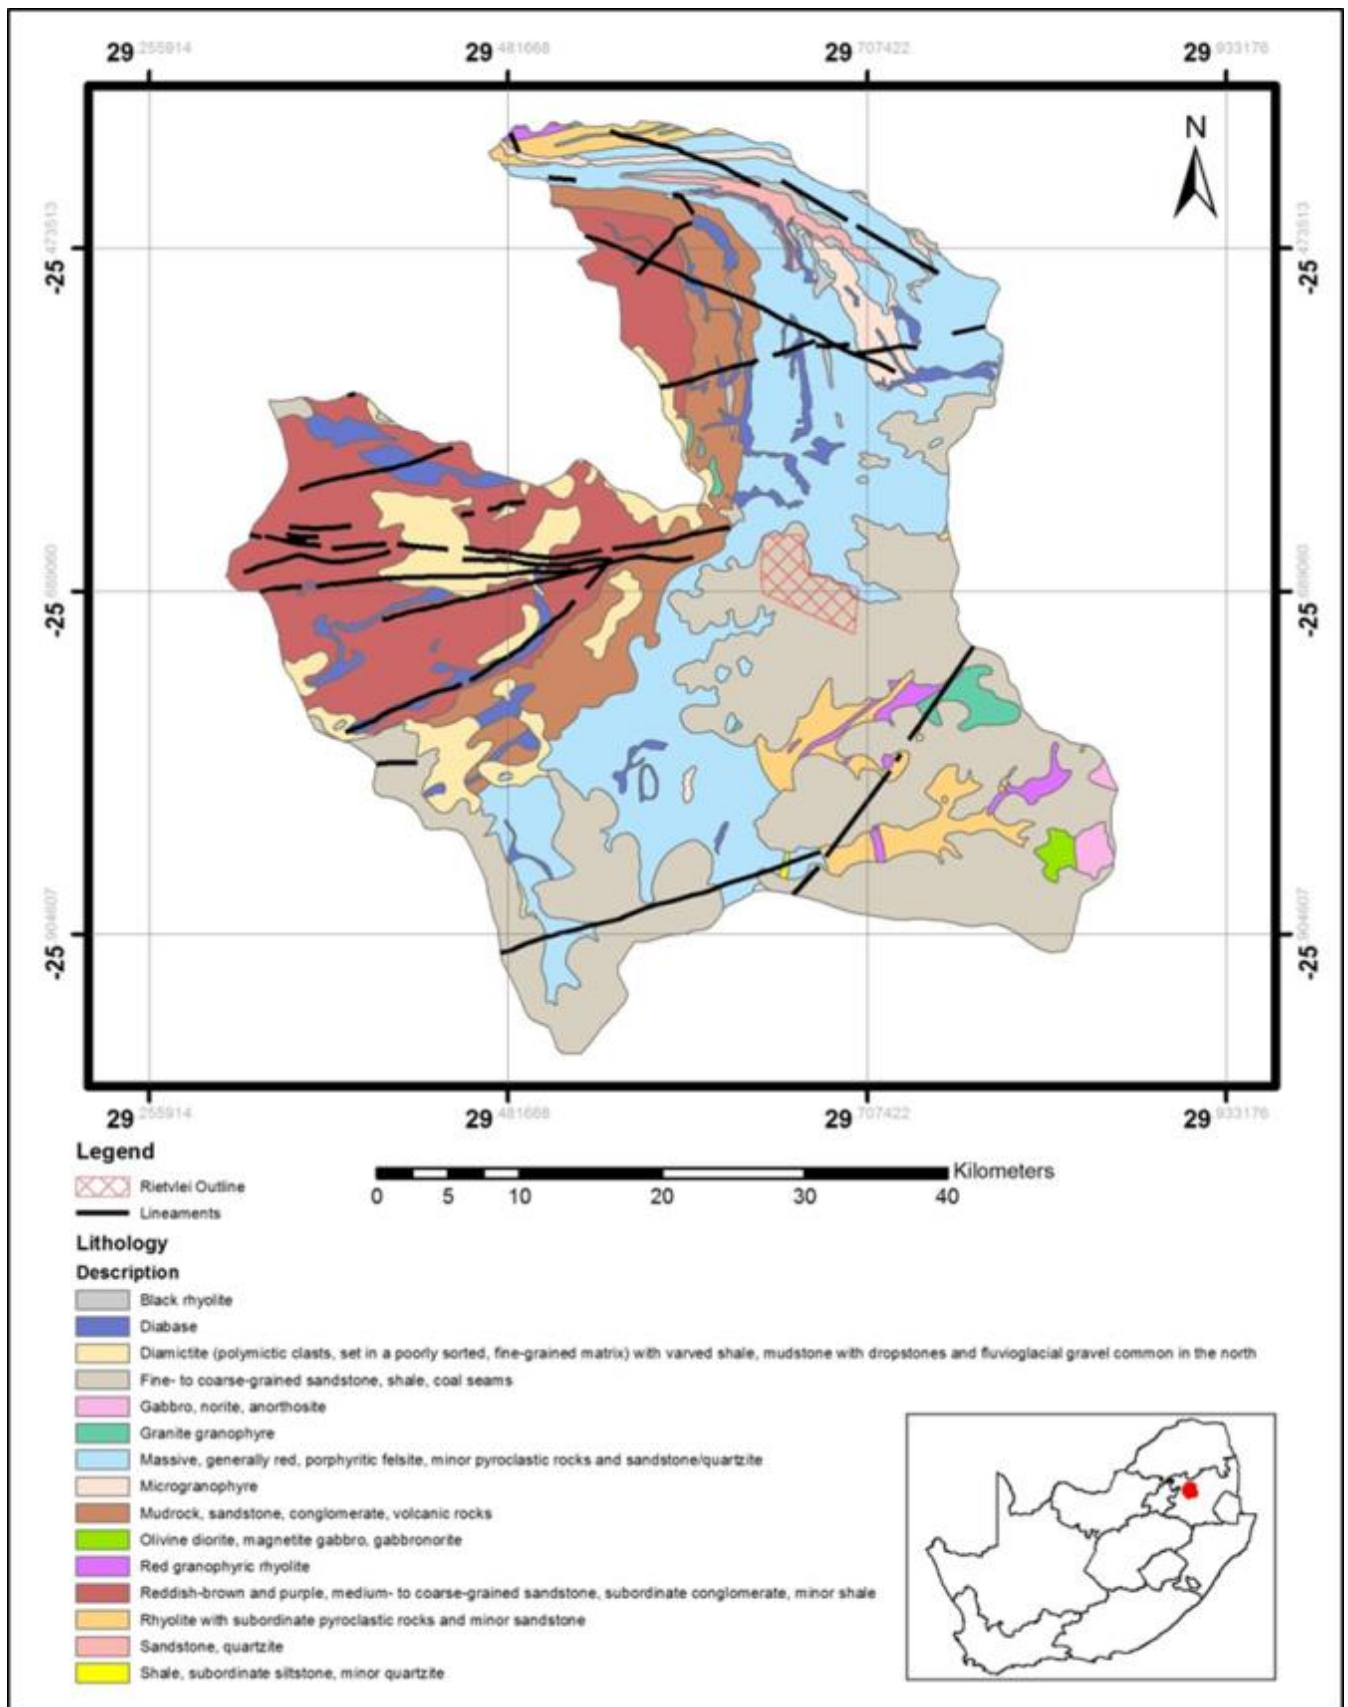 29.255914 29.481668 29.707422 29.933176
N
-25.473513 -25.473513
-25.689060 -25.689060
-25.904607 -25.904607
29.255914 29.481668 29.707422 29.933176
Legend
Rietvlei Outline
Lineaments
Kilometers
0 5 10 20 30 40
Lithology
Description
Black rhyolite
Diabase
Diamictite (polymictic clasts, set in a poorly sorted, fine-grained matrix) with varved shale, mudstone with dropstones and fluvioglacial gravel common in the north
Fine- to coarse-grained sandstone, shale, coal seams
Gabbro, norite, anorthosite
Granite granophyre
Massive, generally red, porphyritic felsite, minor pyroclastic rocks and sandstone/quartzite
Microgranophyre
Mudrock, sandstone, conglomerate, volcanic rocks
Olivine diorite, magnetite gabbro, gabbronorite
Red granophyric rhyolite
Reddish-brown and purple, medium- to coarse-grained sandstone, subordinate conglomerate, minor shale
Rhyolite with subordinate pyroclastic rocks and minor sandstone
Sandstone, quartzite
Shale, subordinate siltstone, minor quartzite